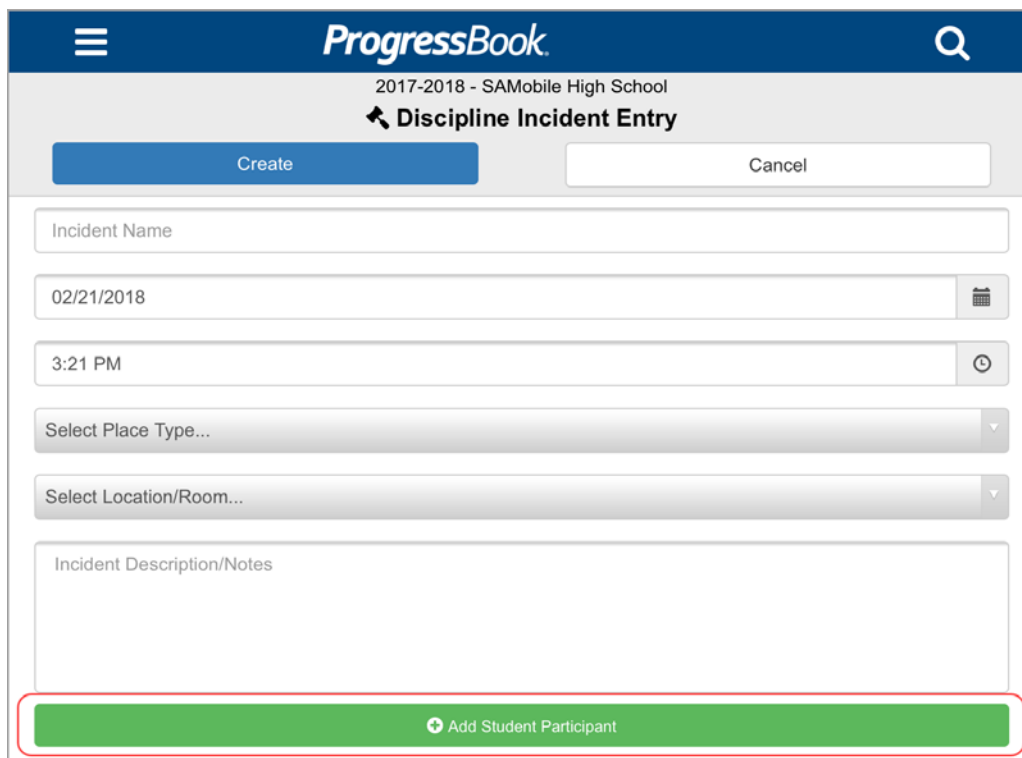 ProgressBook.
2017-2018 - SAMobile High School
Discipline Incident Entry
Create Cancel
Incident Name
02/21/2018
3:21 PM
Select Place Type...
Select Location/Room...
Incident Description/Notes
Add Student Participant